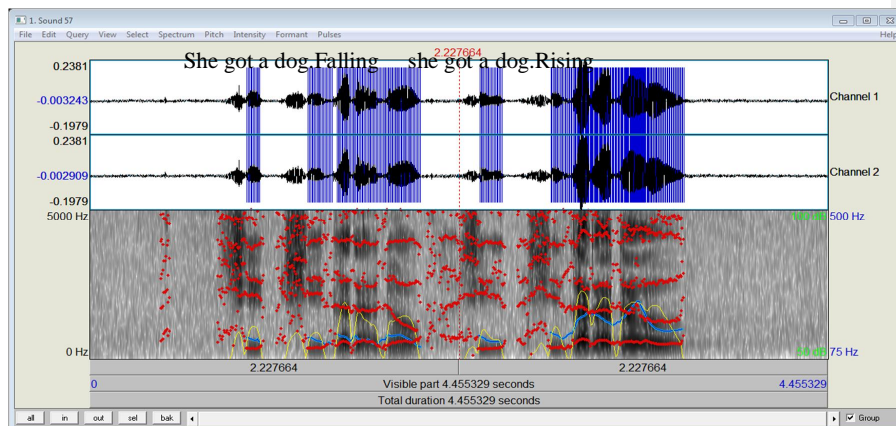 1. Sound 57
File Edit Query View Select Spectrum Pitch Intensity Formant Pulses Help
She got a dog.Falling she got a dog.Rising
2.227664
0.2381
-0.003243
-0.1979
Channel 1
0.2381
-0.002909
-0.1979
Channel 2
5000 Hz
500 Hz
0 Hz
75 Hz
2.227664 2.227664
0 Visible part 4.455329 seconds 4.455329
Total duration 4.455329 seconds
all in out sel bak Group